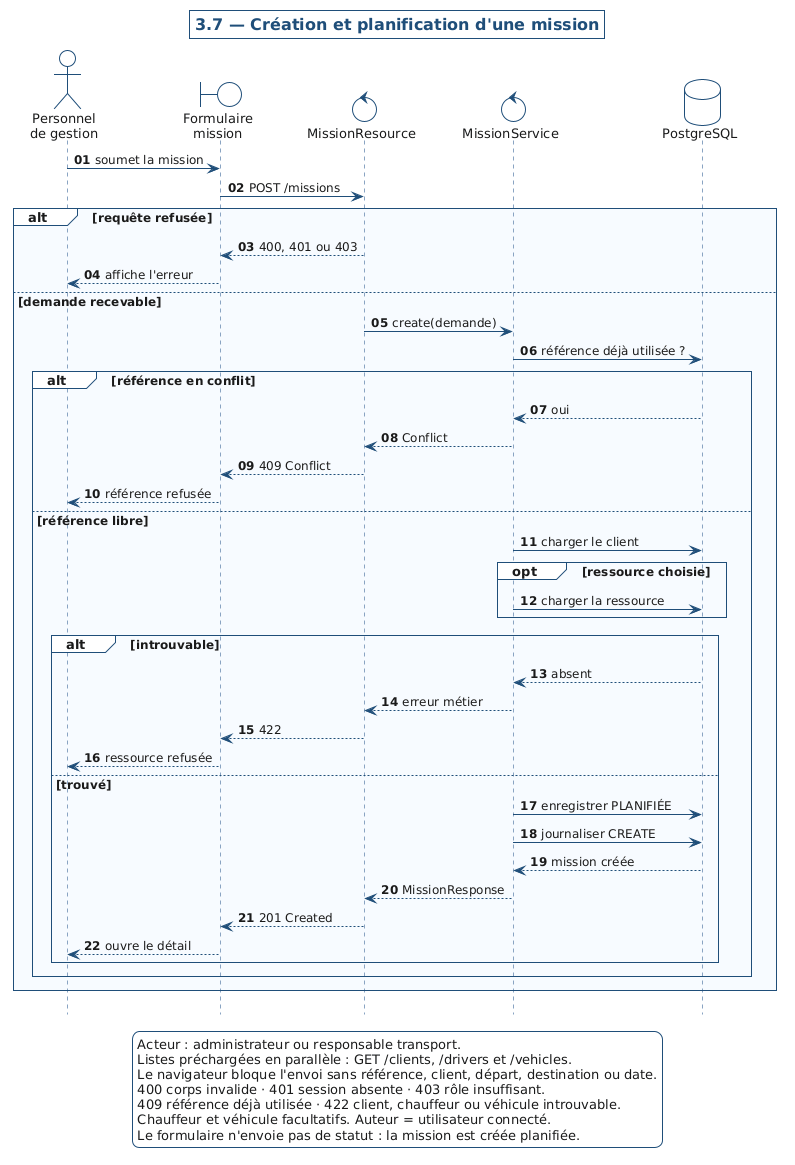 3.7 — Création et planification d'une mission
Personnel
de gestion
Formulaire
mission
MissionResource
MissionService
PostgreSQL
01 soumet la mission
02 POST /missions
alt [requête refusée]
03 400, 401 ou 403
04 affiche l'erreur
[demande recevable]
05 create(demande)
06 référence déjà utilisée ?
alt [référence en conflit]
07 oui
08 Conflict
09 409 Conflict
10 référence refusée
[référence libre]
11 charger le client
opt [ressource choisie]
12 charger la ressource
alt [introuvable]
13 absent
14 erreur métier
15 422
16 ressource refusée
[trouvé]
17 enregistrer PLANIFIÉE
18 journaliser CREATE
19 mission créée
20 MissionResponse
21 201 Created
22 ouvre le détail
Acteur : administrateur ou responsable transport.
Listes préchargées en parallèle : GET /clients, /drivers et /vehicles.
Le navigateur bloque l'envoi sans référence, client, départ, destination ou date.
400 corps invalide · 401 session absente · 403 rôle insuffisant.
409 référence déjà utilisée · 422 client, chauffeur ou véhicule introuvable.
Chauffeur et véhicule facultatifs. Auteur = utilisateur connecté.
Le formulaire n'envoie pas de statut : la mission est créée planifiée.